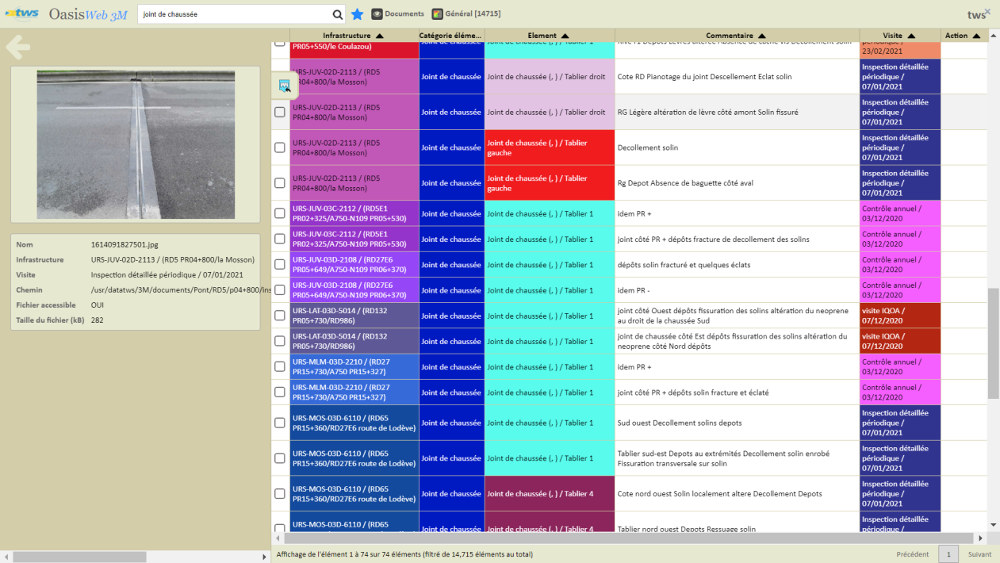 tws OasisWeb 3M joint de chaussée Documents Général [14715] tws
Infrastructure Catégorie éléme... Element Commentaire Visite Action
PR05+550/le Coulazou)
23/02/2021
URS-JUV-02D-2113 / (RD5
PR04+800/la Mosson)
Joint de chaussée
Joint de chaussée (, ) / Tablier droit
Cote RD Pianotage du joint Descellement Eclat solin
Inspection détaillée
périodique /
07/01/2021
URS-JUV-02D-2113 / (RD5
PR04+800/la Mosson)
Joint de chaussée
Joint de chaussée (, ) / Tablier droit
RG Légère altération de lèvre côté amont Solin fissuré
Inspection détaillée
périodique /
07/01/2021
URS-JUV-02D-2113 / (RD5
PR04+800/la Mosson)
Joint de chaussée
Joint de chaussée (, ) / Tablier
gauche
Decollement solin
Inspection détaillée
périodique /
07/01/2021
URS-JUV-02D-2113 / (RD5
PR04+800/la Mosson)
Joint de chaussée
Joint de chaussée (, ) / Tablier
gauche
Rg Depot Absence de baguette côté aval
Inspection détaillée
périodique /
07/01/2021
URS-JUV-03C-2112 / (RD5E1
PR02+325/A750-N109 PR05+530)
Joint de chaussée
Joint de chaussée (, ) / Tablier 1
idem PR +
Contrôle annuel /
03/12/2020
URS-JUV-03C-2112 / (RD5E1
PR02+325/A750-N109 PR05+530)
Joint de chaussée
Joint de chaussée (, ) / Tablier 1
joint côté PR + dépôts fracture de decollement des solins
Contrôle annuel /
03/12/2020
URS-JUV-03D-2108 / (RD27E6
PR05+649/A750-N109 PR06+370)
Joint de chaussée
Joint de chaussée (, ) / Tablier 1
dépôts solin fracturé et quelques éclats
Contrôle annuel /
03/12/2020
URS-JUV-03D-2108 / (RD27E6
PR05+649/A750-N109 PR06+370)
Joint de chaussée
Joint de chaussée (, ) / Tablier 1
idem PR -
Contrôle annuel /
03/12/2020
URS-LAT-03D-5014 / (RD132
PR05+730/RD986)
Joint de chaussée
Joint de chaussée (, ) / Tablier 1
joint côté Ouest dépôts fissuration des solins altération du neoprene
au droit de la chaussée Sud
visite IQOA /
07/12/2020
URS-LAT-03D-5014 / (RD132
PR05+730/RD986)
Joint de chaussée
Joint de chaussée (, ) / Tablier 1
joint de chaussée côté Est dépôts fissuration des solins altération du
neoprene côté Nord dépôts
visite IQOA /
07/12/2020
URS-MLM-03D-2210 / (RD27
PR15+730/A750 PR15+327)
Joint de chaussée
Joint de chaussée (, ) / Tablier 1
idem PR +
Contrôle annuel /
03/12/2020
URS-MLM-03D-2210 / (RD27
PR15+730/A750 PR15+327)
Joint de chaussée
Joint de chaussée (, ) / Tablier 1
joint côté PR + dépôts solin fracture et éclaté
Contrôle annuel /
03/12/2020
URS-MOS-03D-6110 / (RD65
PR15+360/RD27E6 route de Lodève)
Joint de chaussée
Joint de chaussée (, ) / Tablier 1
Sud ouest Decollement solins depots
Inspection détaillée
périodique /
07/01/2021
URS-MOS-03D-6110 / (RD65
PR15+360/RD27E6 route de Lodève)
Joint de chaussée
Joint de chaussée (, ) / Tablier 1
Tablier sud-est Depots au extrémités Decollement solin enrobé
Fissuration transversale sur solin
Inspection détaillée
périodique /
07/01/2021
URS-MOS-03D-6110 / (RD65
PR15+360/RD27E6 route de Lodève)
Joint de chaussée
Joint de chaussée (, ) / Tablier 4
Cote nord ouest Solin localement altere Decollement Depots
Inspection détaillée
périodique /
07/01/2021
URS-MOS-03D-6110 / (RD65
Joint de chaussée
Joint de chaussée (, ) / Tablier 4
Tablier nord ouest Depots Ressuage solin
Inspection détaillée
périodique /
Nom 1614091827501.jpg
Infrastructure URS-JUV-02D-2113 / (RD5 PR04+800/la Mosson)
Visite Inspection détaillée périodique / 07/01/2021
Chemin /usr/datatws/3M/documents/Pont/RD5/p04+800/ins
Fichier accessible OUI
Taille du fichier (kB) 282
Affichage de l'élément 1 à 74 sur 74 éléments (filtré de 14,715 éléments au total)
Précédent 1 Suivant